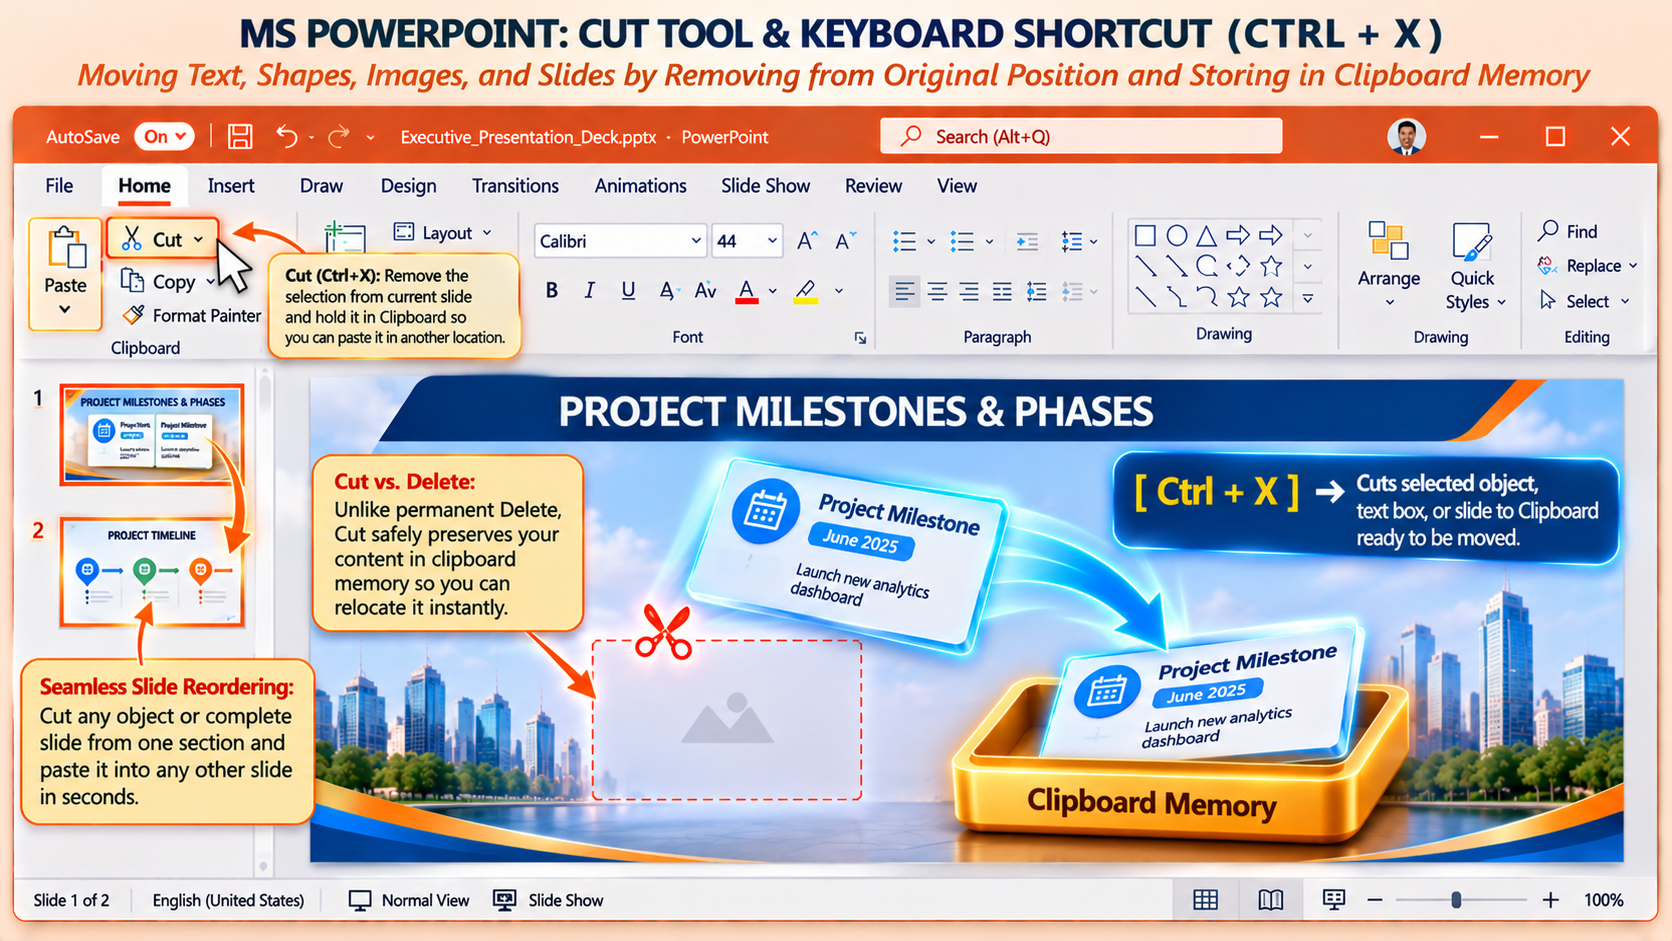 MS POWERPOINT: CUT TOOL & KEYBOARD SHORTCUT (CTRL + X)
Moving Text, Shapes, Images, and Slides by Removing from Original Position and Storing in Clipboard Memory
AutoSave On Executive_Presentation_Deck.pptx · PowerPoint Search (Alt+Q)
File Home Insert Draw Design Transitions Animations Slide Show Review View
Paste
Cut
Copy
Format Painter
Clipboard
Cut (Ctrl+X): Remove the
selection from current slide
and hold it in Clipboard so
you can paste it in another location.
Layout
Calibri 44
B I U A Av A
Font
Paragraph
Drawing
Arrange
Quick
Styles
Drawing
Find
Replace
Select
Editing
1
PROJECT MILESTONES & PHASES
Project Milestone
2
PROJECT TIMELINE
Seamless Slide Reordering:
Cut any object or complete
slide from one section and
paste it into any other slide
in seconds.
PROJECT MILESTONES & PHASES
Cut vs. Delete:
Unlike permanent Delete,
Cut safely preserves your
content in clipboard
memory so you can
relocate it instantly.
Project Milestone
June 2025
Launch new analytics
dashboard
[ Ctrl + X ] → Cuts selected object,
text box, or slide to Clipboard
ready to be moved.
Project Milestone
June 2025
Launch new analytics
dashboard
Clipboard Memory
Slide 1 of 2 English (United States) Normal View Slide Show 100%